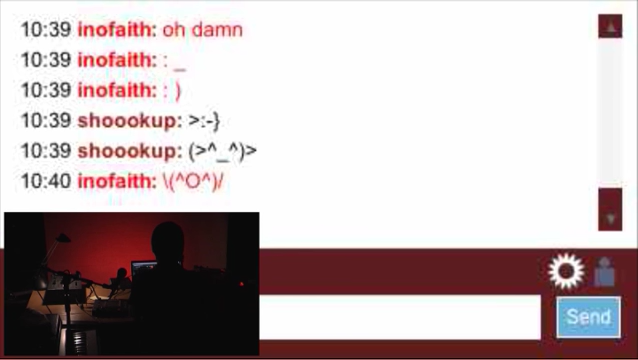 10:39 inofaith: oh damn
10:39 inofaith: : _
10:39 inofaith: : )
10:39 shoookup: >:-}
10:39 shoookup: (>^_^)>
10:40 inofaith: \(^O^)/
Send